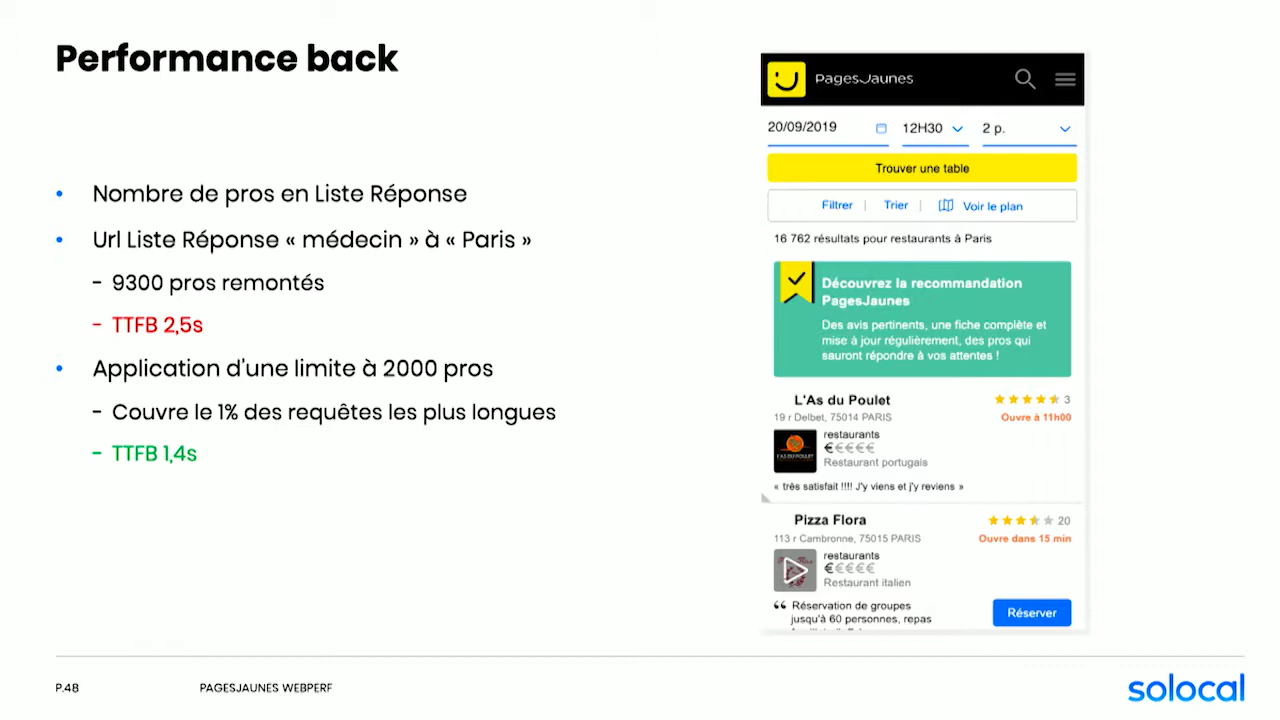 Performance back
• Nombre de pros en Liste Réponse
• Url Liste Réponse « médecin » à « Paris »
- 9300 pros remontés
- TTFB 2,5s
• Application d'une limite à 2000 pros
- Couvre le 1% des requêtes les plus longues
- TTFB 1,4s
PagesJaunes
20/09/2019 12H30 2 p.
Trouver une table
Filtrer | Trier | Voir le plan
16 762 résultats pour restaurants à Paris
Découvrez la recommandation
PagesJaunes
Des avis pertinents, une fiche complète et
mise à jour régulièrement, des pros qui
sauront répondre à vos attentes !
L'As du Poulet 3
19 r Delbet, 75014 PARIS Ouvre à 11h00
restaurants
€€€€€
Restaurant portugais
L'AS DU POULET
« très satisfait !!!! J'y viens et j'y reviens »
Pizza Flora 20
113 r Cambronne, 75015 PARIS Ouvre dans 15 min
restaurants
€€€€€
Restaurant italien
“ Réservation de groupes
jusqu'à 60 personnes, repas
Réserver
P.48 PAGESJAUNES WEBPERF
solocal